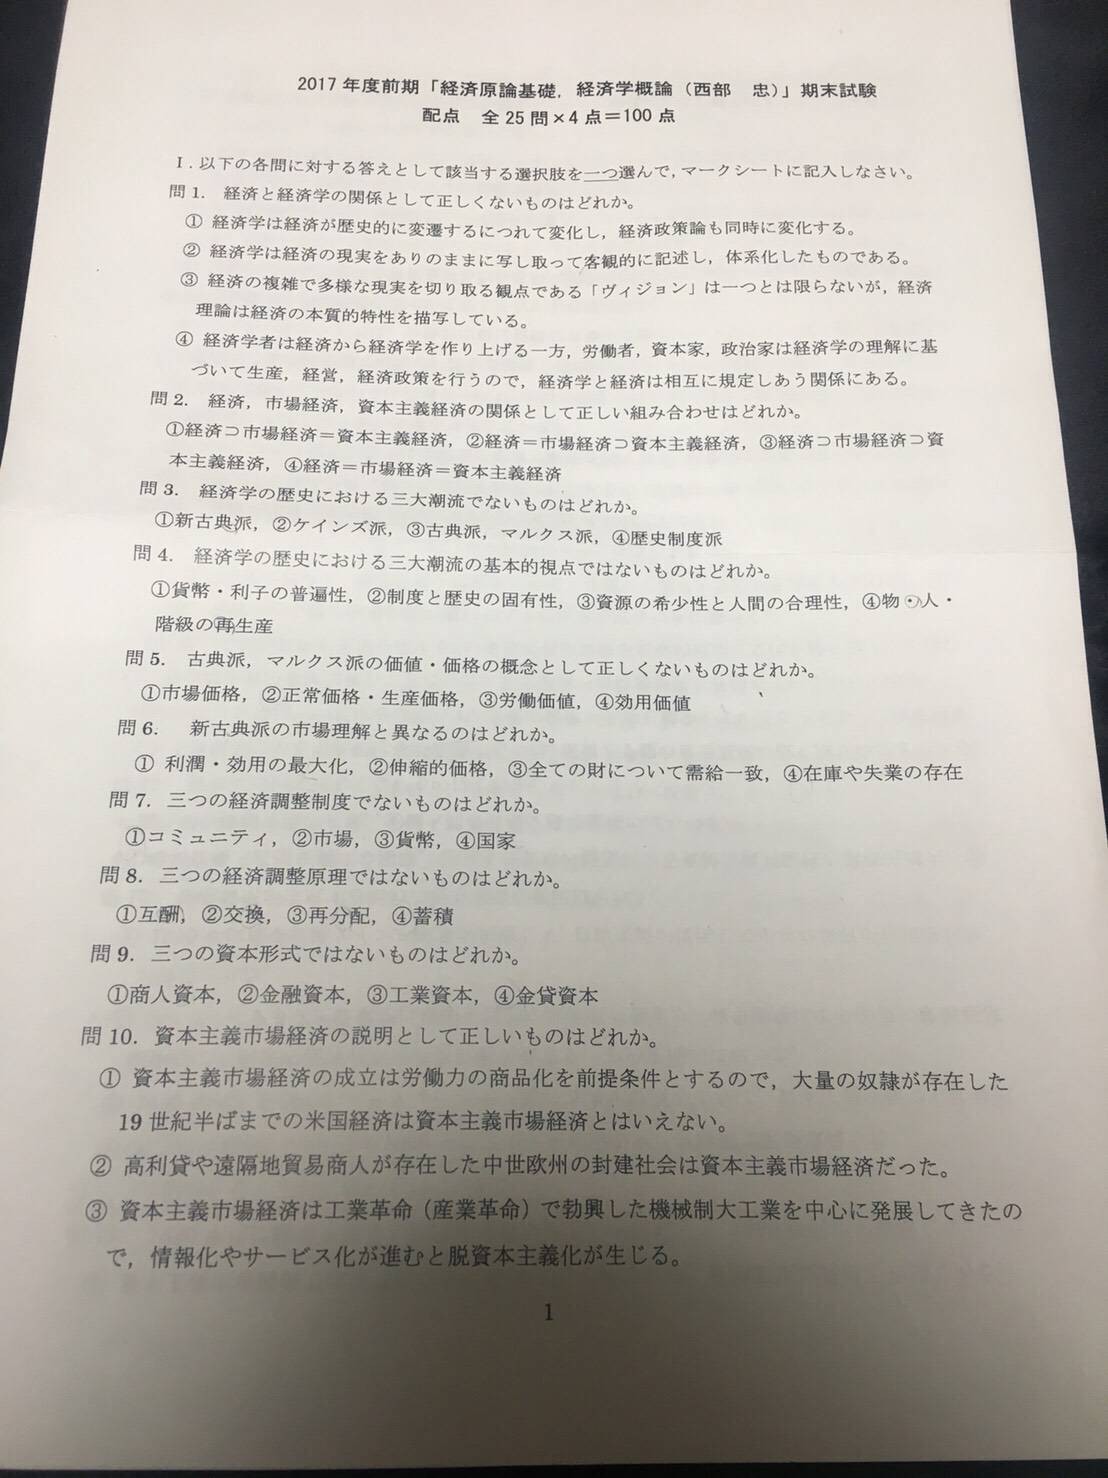 2017 年度前期「経済原論基礎，経済学概論（西部　忠）」期末試験
配点　全 25 問×4 点＝100 点
Ⅰ．以下の各問に対する答えとして該当する選択肢を一つ選んで，マークシートに記入しなさい。
問 1.　経済と経済学の関係として正しくないものはどれか。
① 経済学は経済が歴史的に変遷するにつれて変化し，経済政策論も同時に変化する。
② 経済学は経済の現実をありのままに写し取って客観的に記述し，体系化したものである。
③ 経済の複雑で多様な現実を切り取る観点である「ヴィジョン」は一つとは限らないが，経済
理論は経済の本質的特性を描写している。
④ 経済学者は経済から経済学を作り上げる一方，労働者，資本家，政治家は経済学の理解に基
づいて生産，経営，経済政策を行うので，経済学と経済は相互に規定しあう関係にある。
問 2.　経済，市場経済，資本主義経済の関係として正しい組み合わせはどれか。
①経済⊃市場経済＝資本主義経済，②経済＝市場経済⊃資本主義経済，③経済⊃市場経済⊃資
本主義経済，④経済＝市場経済＝資本主義経済
問 3.　経済学の歴史における三大潮流でないものはどれか。
①新古典派，②ケインズ派，③古典派，マルクス派，④歴史制度派
問 4.　経済学の歴史における三大潮流の基本的視点ではないものはどれか。
①貨幣・利子の普遍性，②制度と歴史の固有性，③資源の希少性と人間の合理性，④物・人・
階級の再生産
問 5.　古典派，マルクス派の価値・価格の概念として正しくないものはどれか。
①市場価格，②正常価格・生産価格，③労働価値，④効用価値
問 6.　新古典派の市場理解と異なるのはどれか。
① 利潤・効用の最大化，②伸縮的価格，③全ての財について需給一致，④在庫や失業の存在
問 7.　三つの経済調整制度でないものはどれか。
①コミュニティ，②市場，③貨幣，④国家
問 8.　三つの経済調整原理ではないものはどれか。
①互酬，②交換，③再分配，④蓄積
問 9.　三つの資本形式ではないものはどれか。
①商人資本，②金融資本，③工業資本，④金貸資本
問 10.　資本主義市場経済の説明として正しいものはどれか。
① 資本主義市場経済の成立は労働力の商品化を前提条件とするので，大量の奴隷が存在した
19 世紀半ばまでの米国経済は資本主義市場経済とはいえない。
② 高利貸や遠隔地貿易商人が存在した中世欧州の封建社会は資本主義市場経済だった。
③ 資本主義市場経済は工業革命（産業革命）で勃興した機械制大工業を中心に発展してきたの
で，情報化やサービス化が進むと脱資本主義化が生じる。
1